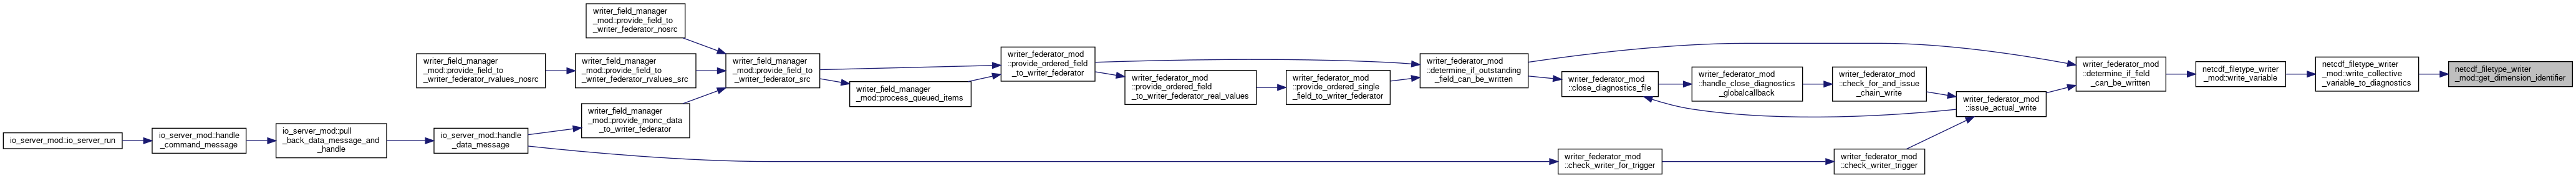 writer_field_manager
_mod::provide_field_to
_writer_federator_nosrc
writer_field_manager
_mod::provide_field_to
_writer_federator_rvalues_nosrc
writer_field_manager
_mod::provide_field_to
_writer_federator_rvalues_src
writer_field_manager
_mod::provide_field_to
_writer_federator_src
writer_field_manager
_mod::provide_monc_data
_to_writer_federator
io_server_mod::io_server_run
io_server_mod::handle
_command_message
io_server_mod::pull
_back_data_message_and
_handle
io_server_mod::handle
_data_message
writer_field_manager
_mod::process_queued_items
writer_federator_mod
::provide_ordered_field
_to_writer_federator
writer_federator_mod
::provide_ordered_field
_to_writer_federator_real_values
writer_federator_mod
::provide_ordered_single
_field_to_writer_federator
writer_federator_mod
::determine_if_outstanding
_field_can_be_written
writer_federator_mod
::close_diagnostics_file
writer_federator_mod
::handle_close_diagnostics
_globalcallback
writer_federator_mod
::check_for_and_issue
_chain_write
writer_federator_mod
::issue_actual_write
writer_federator_mod
::check_writer_for_trigger
writer_federator_mod
::check_writer_trigger
writer_federator_mod
::determine_if_field
_can_be_written
netcdf_filetype_writer
_mod::write_variable
netcdf_filetype_writer
_mod::write_collective
_variable_to_diagnostics
netcdf_filetype_writer
_mod::get_dimension_identifier